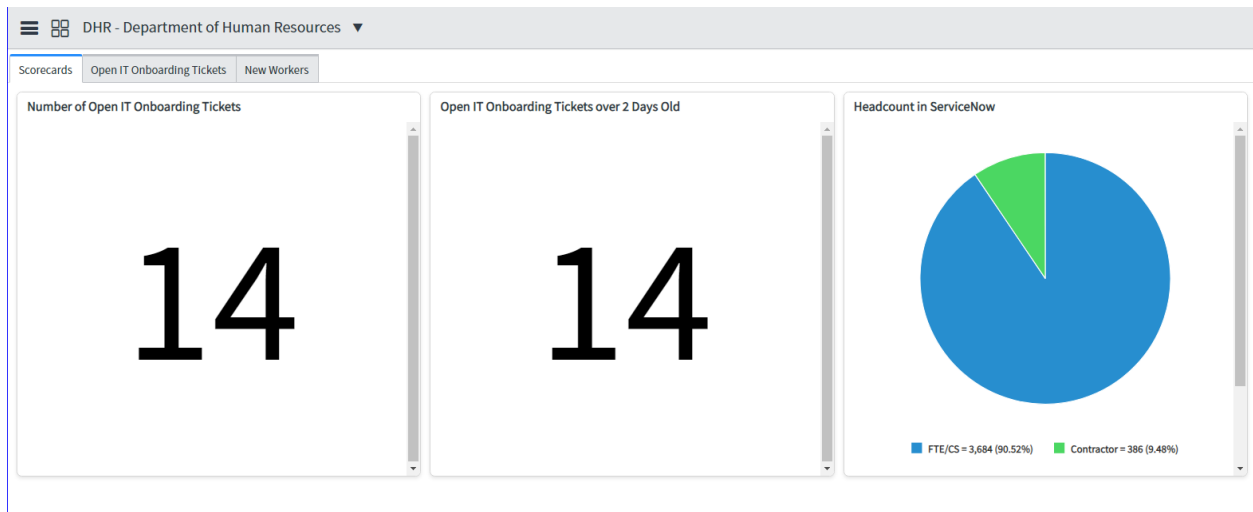 DHR - Department of Human Resources ▼
Scorecards Open IT Onboarding Tickets New Workers
Number of Open IT Onboarding Tickets
14
Open IT Onboarding Tickets over 2 Days Old
14
Headcount in ServiceNow
FTE/CS = 3,684 (90.52%) Contractor = 386 (9.48%)